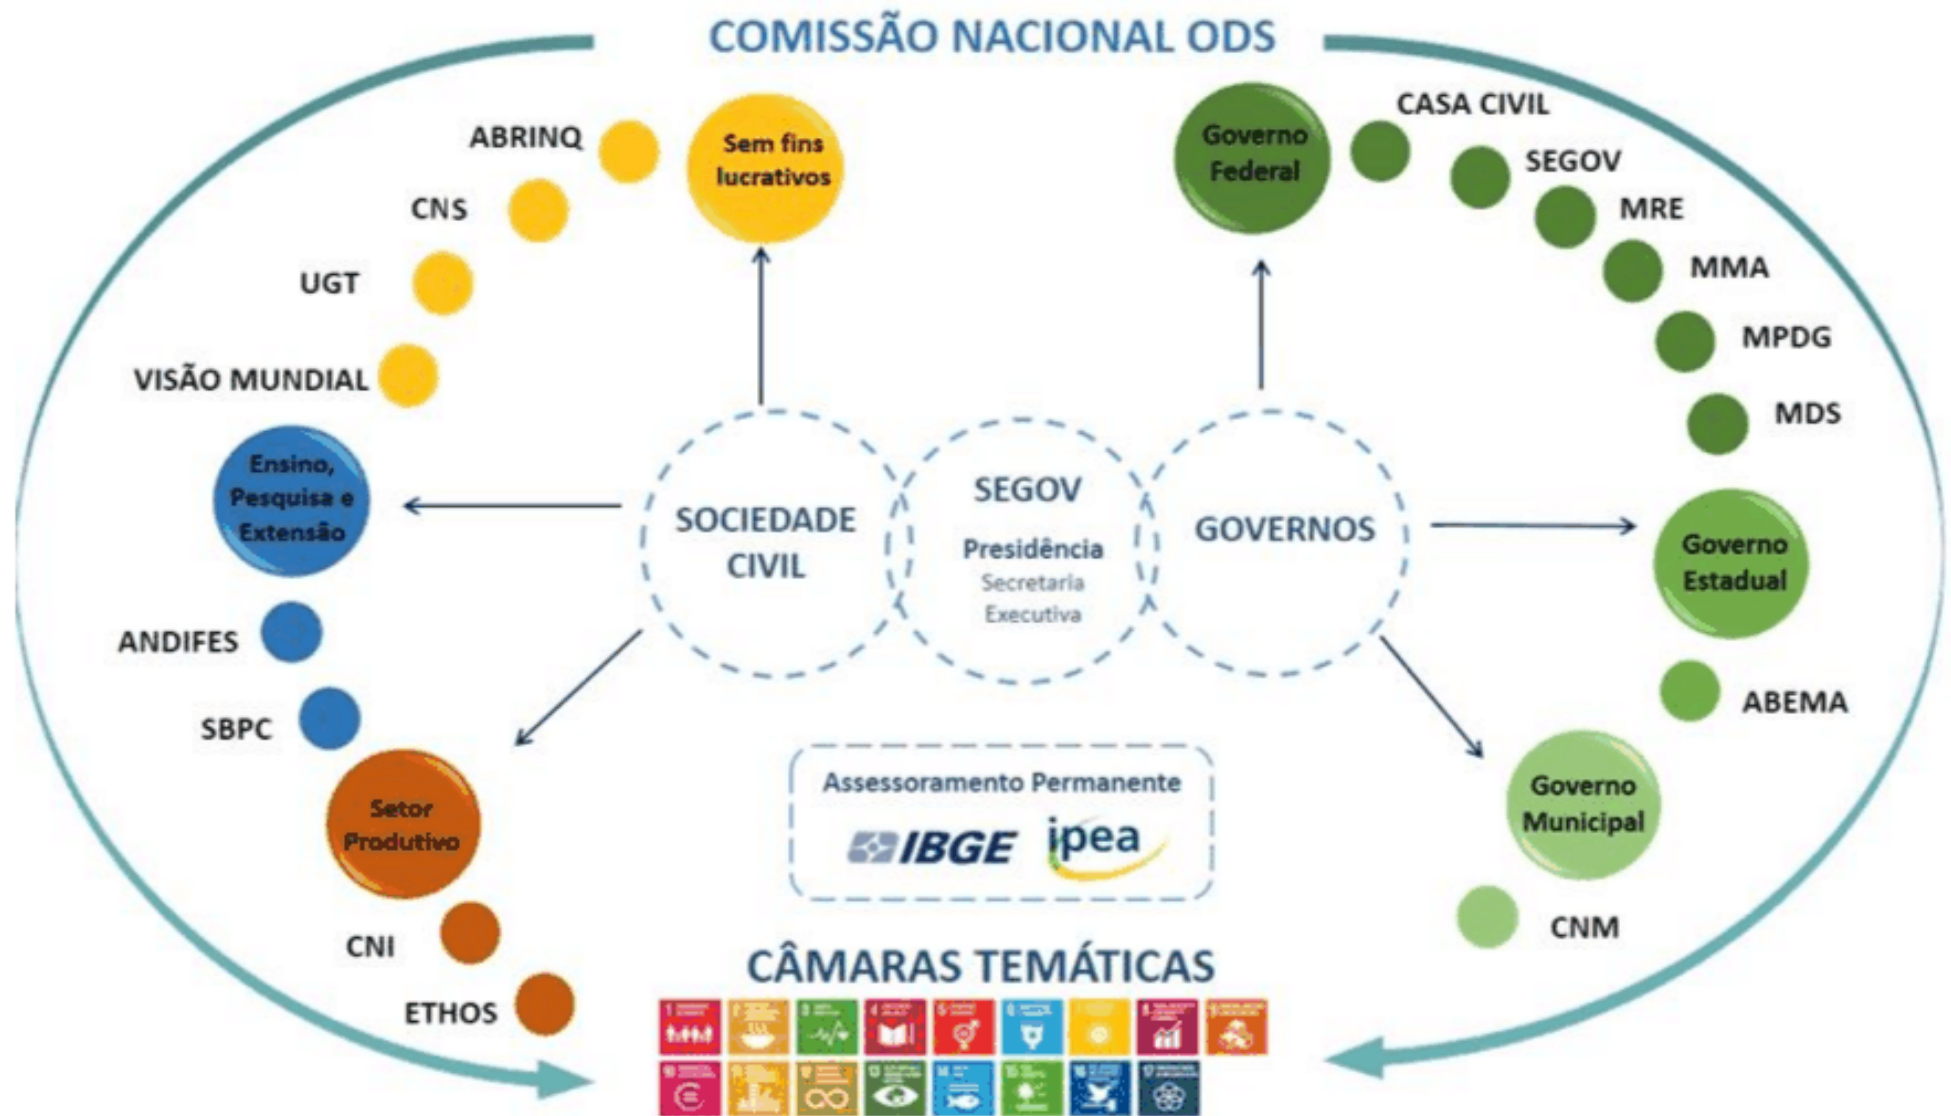 COMISSÃO NACIONAL ODS
ABRINQ
Sem fins
lucrativos
CNS
UGT
VISÃO MUNDIAL
Ensino,
Pesquisa e
Extensão
ANDIFES
SBPC
Setor
Produtivo
CNI
ETHOS
SOCIEDADE
CIVIL
SEGOV
Presidência
Secretaria
Executiva
GOVERNOS
Governo
Federal
CASA CIVIL
SEGOV
MRE
MMA
MPDG
MDS
Governo
Estadual
ABEMA
Governo
Municipal
CNM
Assessoramento Permanente
IBGE
ipea
CÂMARAS TEMÁTICAS